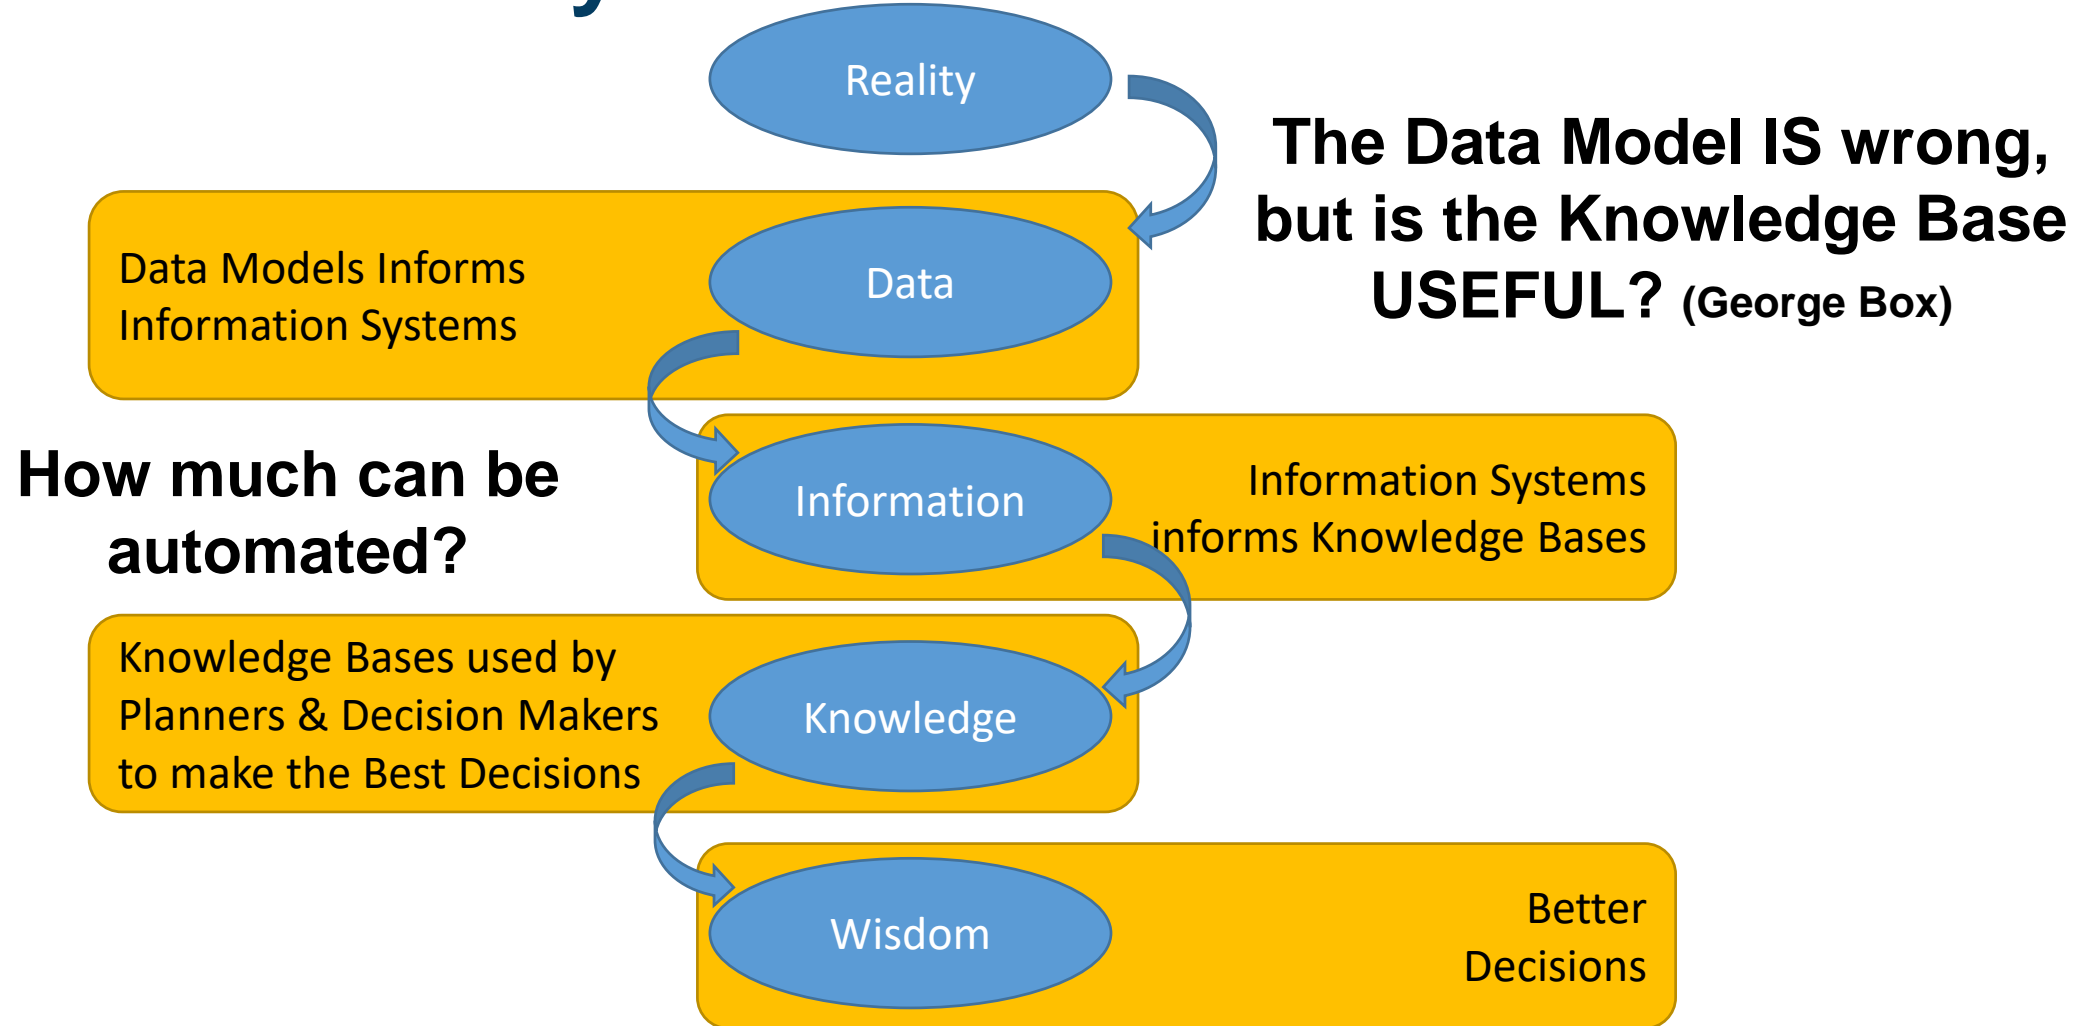 Reality
The Data Model IS wrong,
but is the Knowledge Base
USEFUL? (George Box)
Data Models Informs
Information Systems
Data
How much can be
automated?
Information
Information Systems
informs Knowledge Bases
Knowledge Bases used by
Planners & Decision Makers
to make the Best Decisions
Knowledge
Wisdom
Better
Decisions